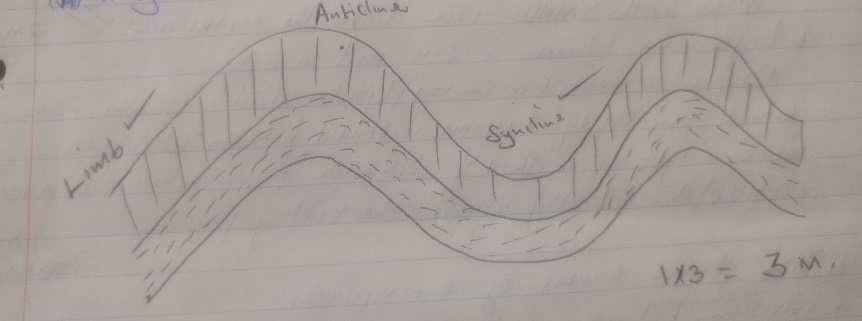 Anticline
Limb
Syncline
1x3 = 3 M.